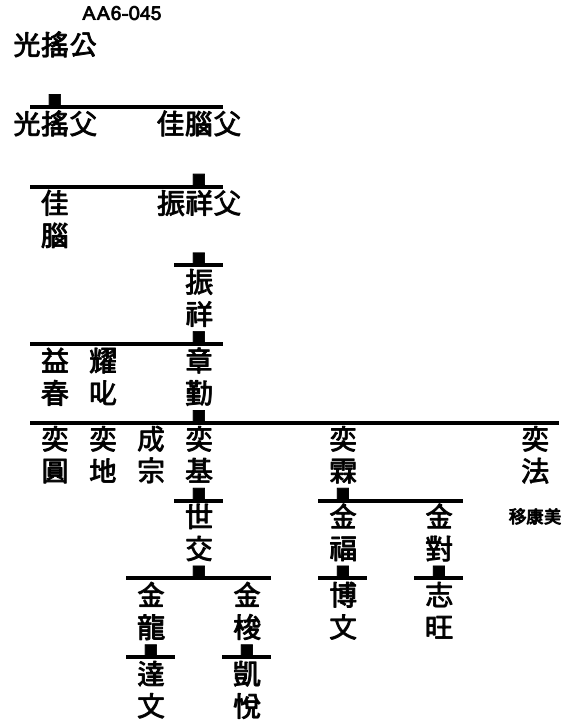 AA6-045
光搖公
光搖父
佳腦父
佳腦
振祥父
振祥
益春
耀叱
章勤
奕圓
奕地
成宗
奕基
奕霖
奕法
世交
金福
金對
移康美
金龍
金梭
博文
志旺
達文
凱悅